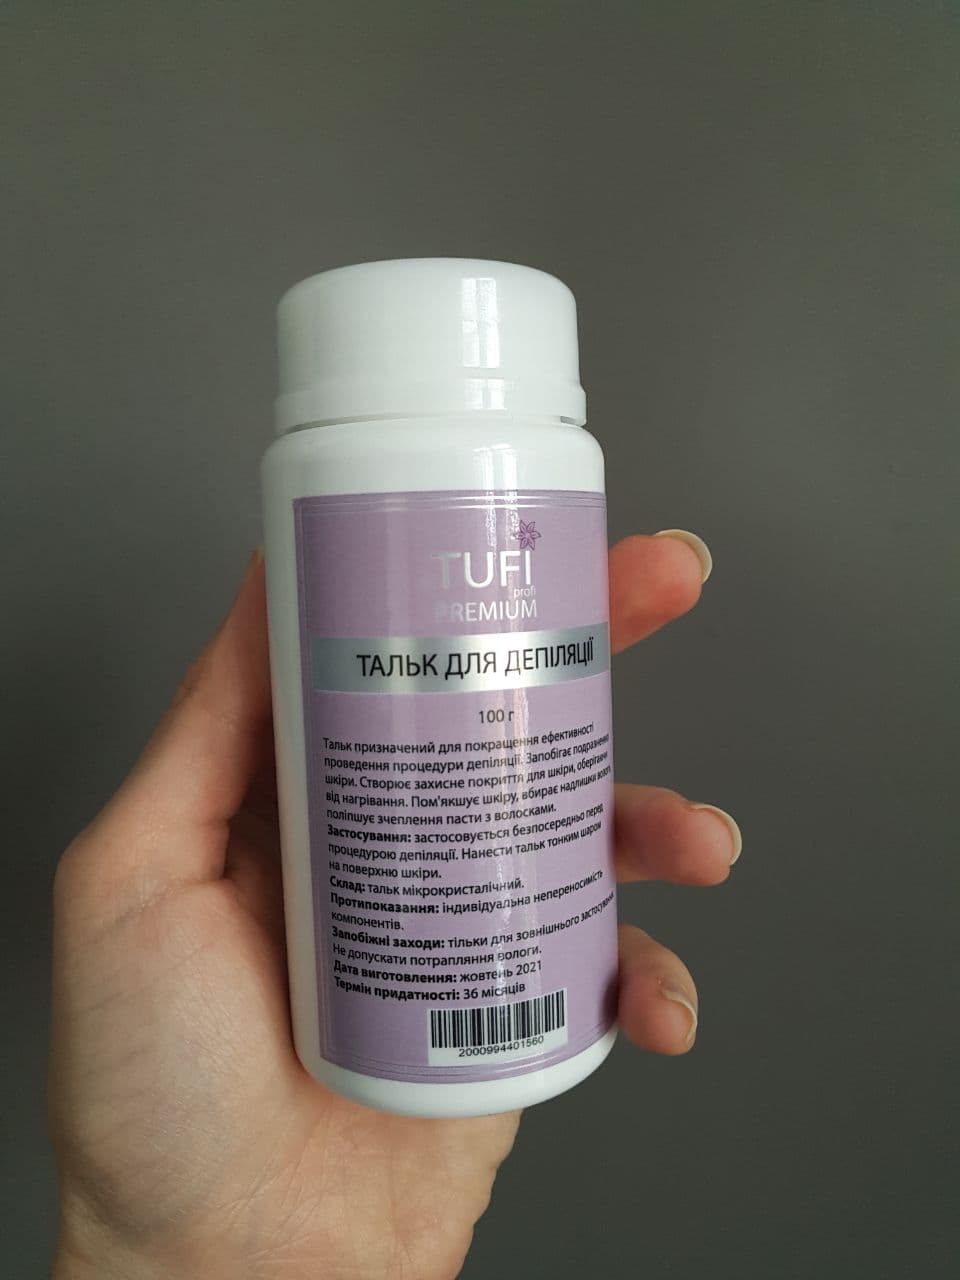 TUFI
profi
PREMIUM
ТАЛЬК ДЛЯ ДЕПІЛЯЦІЇ
100 г
Тальк призначений для покращення ефективності
проведення процедури депіляції. Запобігає подразненню
шкіри. Створює захисне покриття для шкіри, оберігаючи
від нагрівання. Пом'якшує шкіру, вбирає надлишки вологи,
поліпшує зчеплення пасти з волосками.
Застосування: застосовується безпосередньо перед
процедурою депіляції. Нанести тальк тонким шаром
на поверхню шкіри.
Склад: тальк мікрокристалічний.
Протипоказання: індивідуальна непереносимість
компонентів.
Запобіжні заходи: тільки для зовнішнього застосування.
Не допускати потрапляння вологи.
Дата виготовлення: жовтень 2021
Термін придатності: 36 місяців
2000994401560